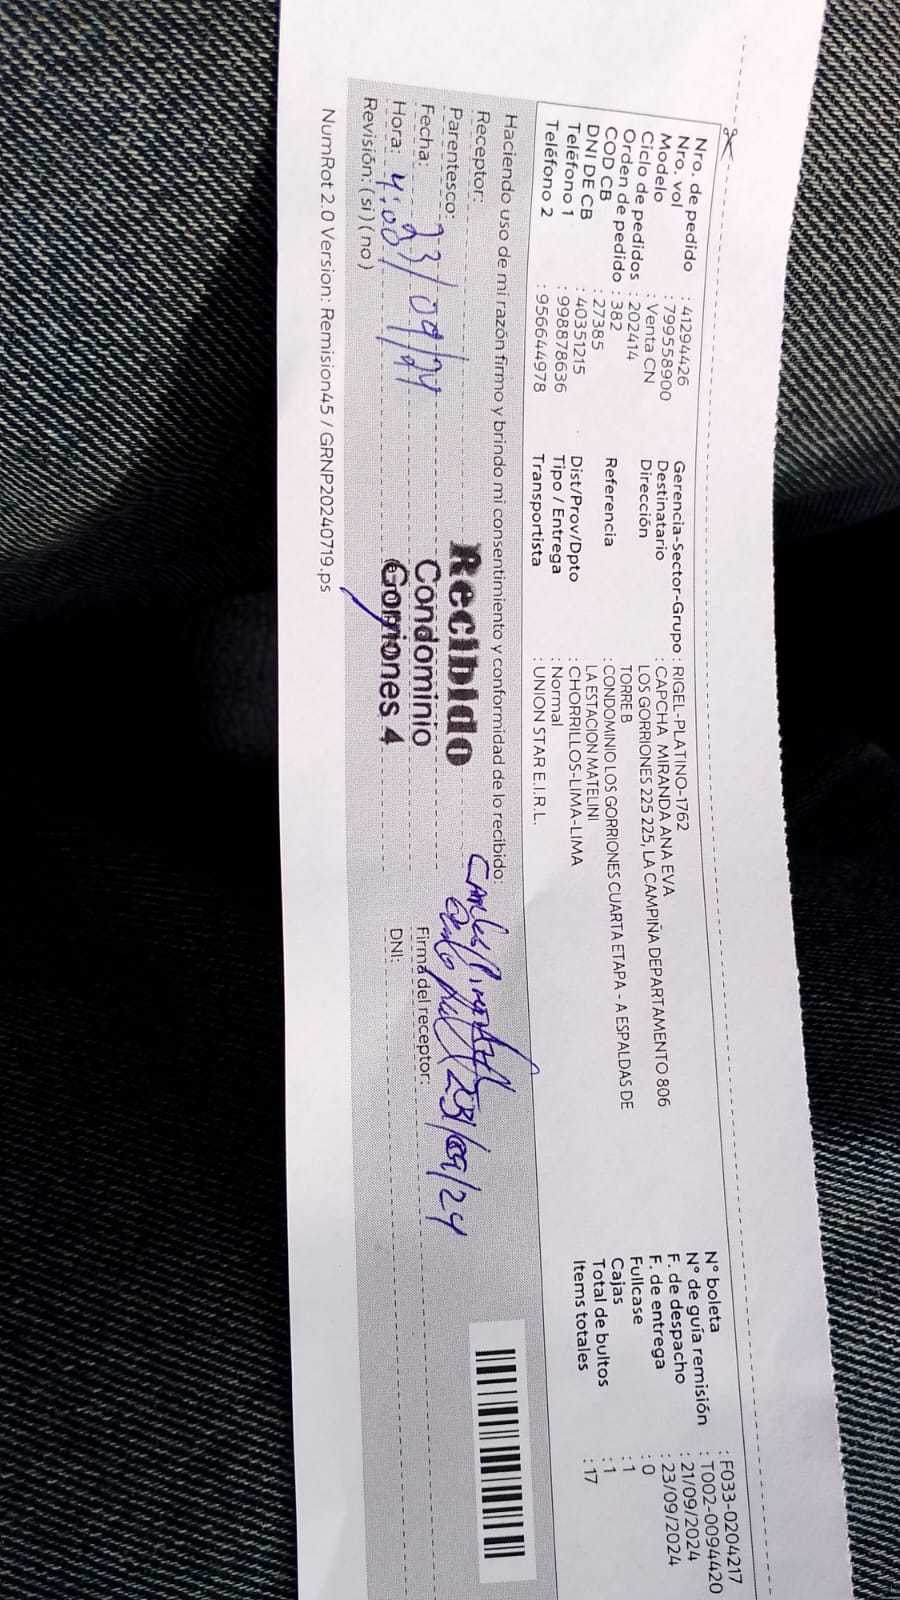 Nro. de pedido : 41294426
Nro. vol : 799558900
Modelo : Venta CN
Ciclo de pedidos : 202414
Orden de pedido : 382
COD CB : 27385
DNI DE CB : 40351215
Teléfono 1 : 998878636
Teléfono 2 : 956644978
Gerencia-Sector-Grupo : RIGEL-PLATINO-1762
Destinatario : CAPCHA MIRANDA ANA EVA
Dirección LOS GORRIONES 225 225, LA CAMPIÑA DEPARTAMENTO 806
TORRE B
Referencia : CONDOMINIO LOS GORRIONES CUARTA ETAPA - A ESPALDAS DE
LA ESTACION MATELINI
Dist/Prov/Dpto : CHORRILLOS-LIMA-LIMA
Tipo / Entrega : Normal
Transportista : UNION STAR E.I.R.L.
N° boleta : F033-0204217
N° de guía remisión : T002-0094420
F. de despacho : 21/09/2024
F. de entrega : 23/09/2024
Fullcase : 0
Cajas : 1
Total de bultos : 1
Items totales : 17
Haciendo uso de mi razón firmo y brindo mi consentimiento y conformidad de lo recibido:
Receptor:
Parentesco:
Fecha: 23/09/24
Hora: 4:00
Revisión: ( si ) ( no )
Recibido
Condominio
Gorriones 4
23/09/24
Firma del receptor:
DNI:
NumRot 2.0 Version: Remision45 / GRNP20240719.ps